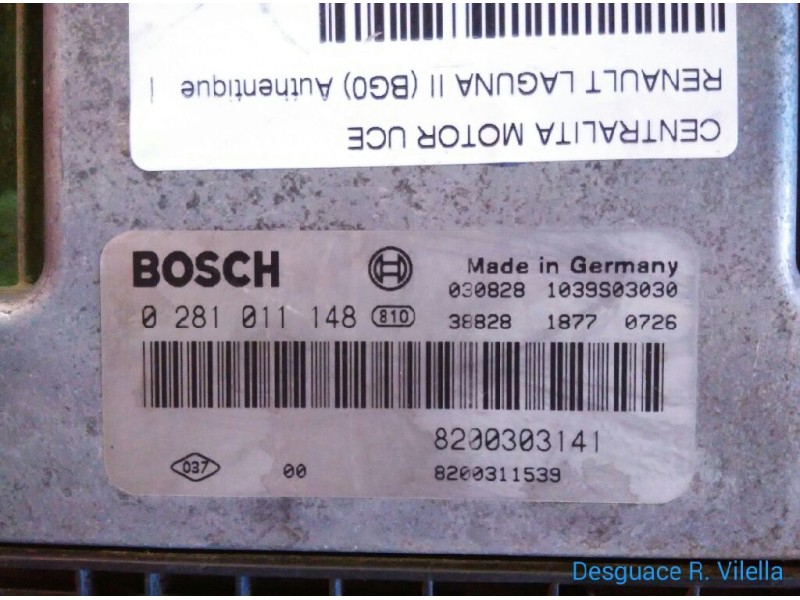 RENAULT LAGUNA II (BG0) Authentique |
CENTRALITA MOTOR UCE
BOSCH
Made in Germany
030828 1039S03030
0 281 011 148 810
38828 1877 0726
8200303141
037 00
8200311539
Desguace R. Vilella